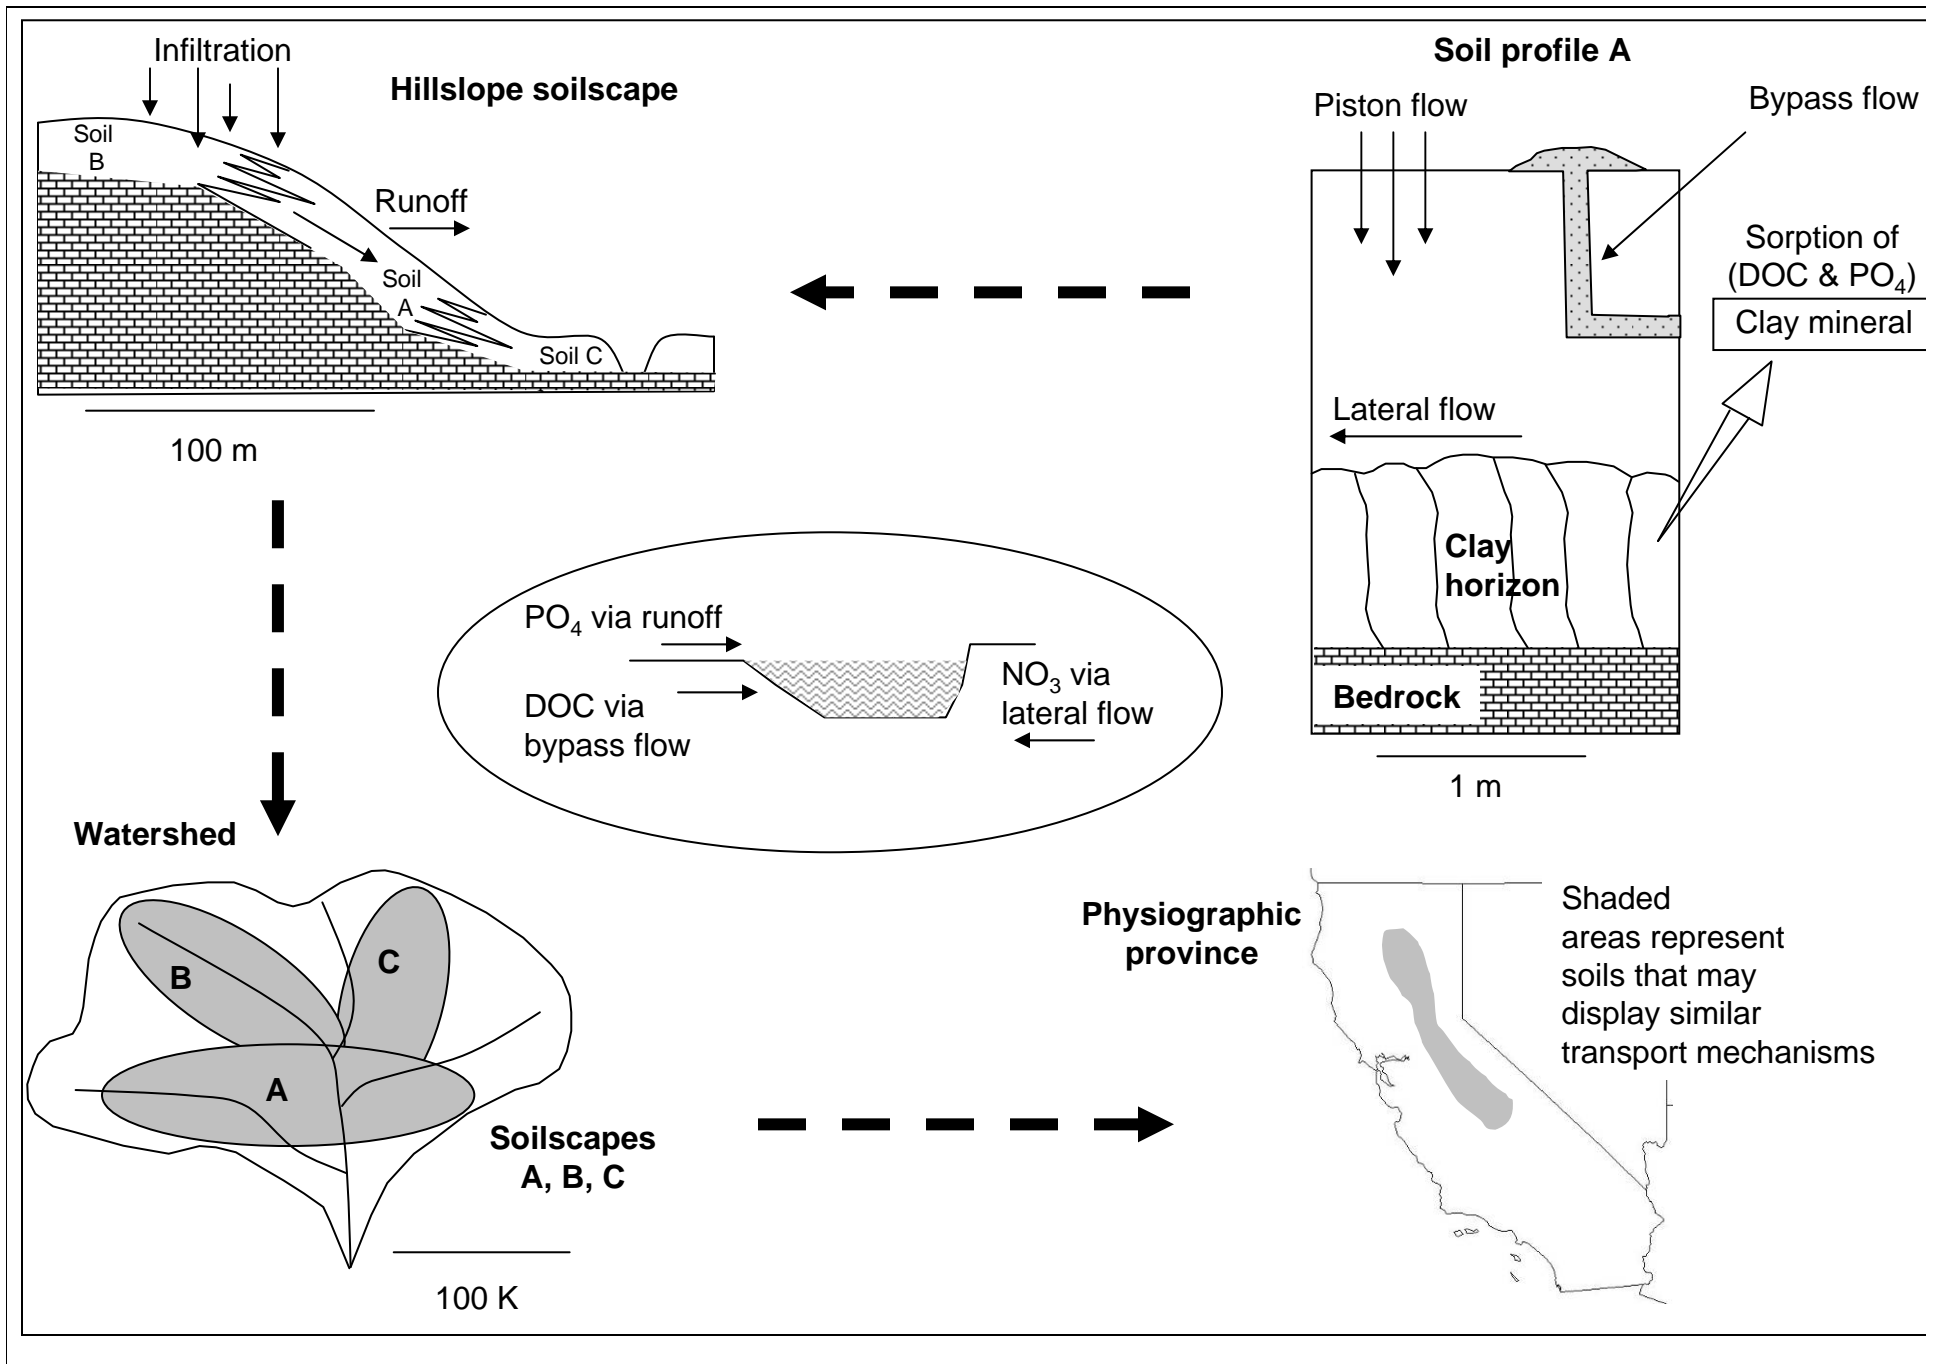 Infiltration
Hillslope soilscape
Soil
B
Runoff
Soil
A
Soil C
100 m
Soil profile A
Piston flow
Bypass flow
Sorption of
(DOC & PO₄)
Clay mineral
Lateral flow
Clay
horizon
Bedrock
1 m
PO₄ via runoff
DOC via
bypass flow
NO₃ via
lateral flow
Watershed
B
C
A
Soilscapes
A, B, C
100 K
Physiographic
province
Shaded
areas represent
soils that may
display similar
transport mechanisms